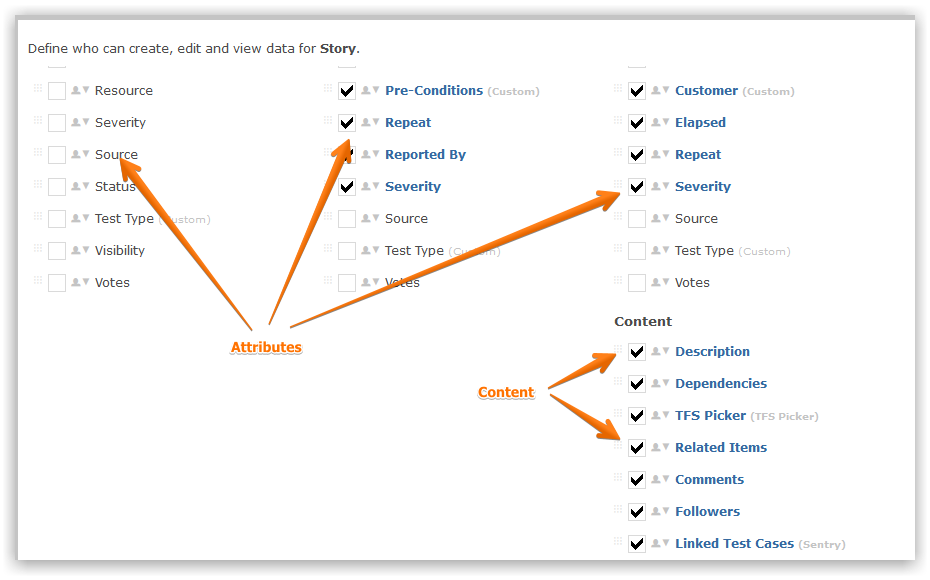 Define who can create, edit and view data for Story.
Resource
Severity
Source
Status
Test Type (Custom)
Visibility
Votes
Pre-Conditions (Custom)
Repeat
Reported By
Severity
Source
Test Type (Custom)
Votes
Customer (Custom)
Elapsed
Repeat
Severity
Source
Test Type (Custom)
Votes
Attributes
Content
Content
Description
Dependencies
TFS Picker (TFS Picker)
Related Items
Comments
Followers
Linked Test Cases (Sentry)